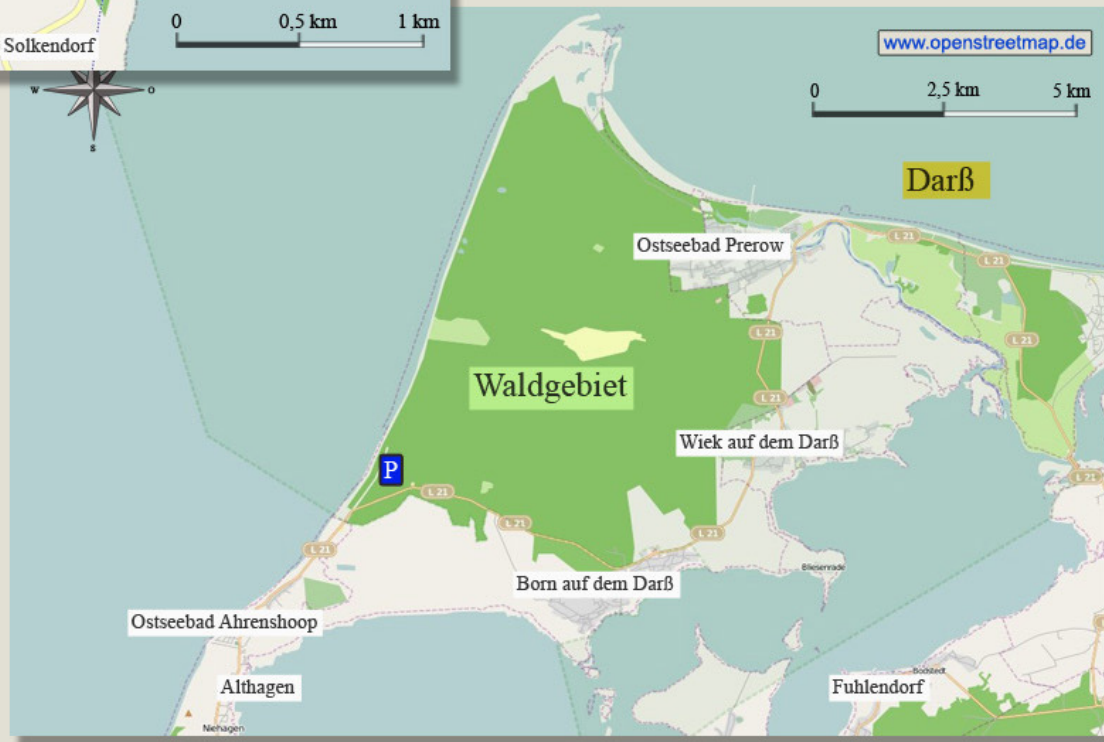 0 0,5 km 1 km
Solkendorf
W O
S
www.openstreetmap.de
0 2,5 km 5 km
Darß
Ostseebad Prerow
L 21
L 21
L 21
L 21
Waldgebiet
L 21
Wiek auf dem Darß
P
L 21
L 21
L 21
L 21
L 21
Bliesenrade
Born auf dem Darß
Ostseebad Ahrenshoop
Althagen
Bodstedt
Fuhlendorf
Niehagen